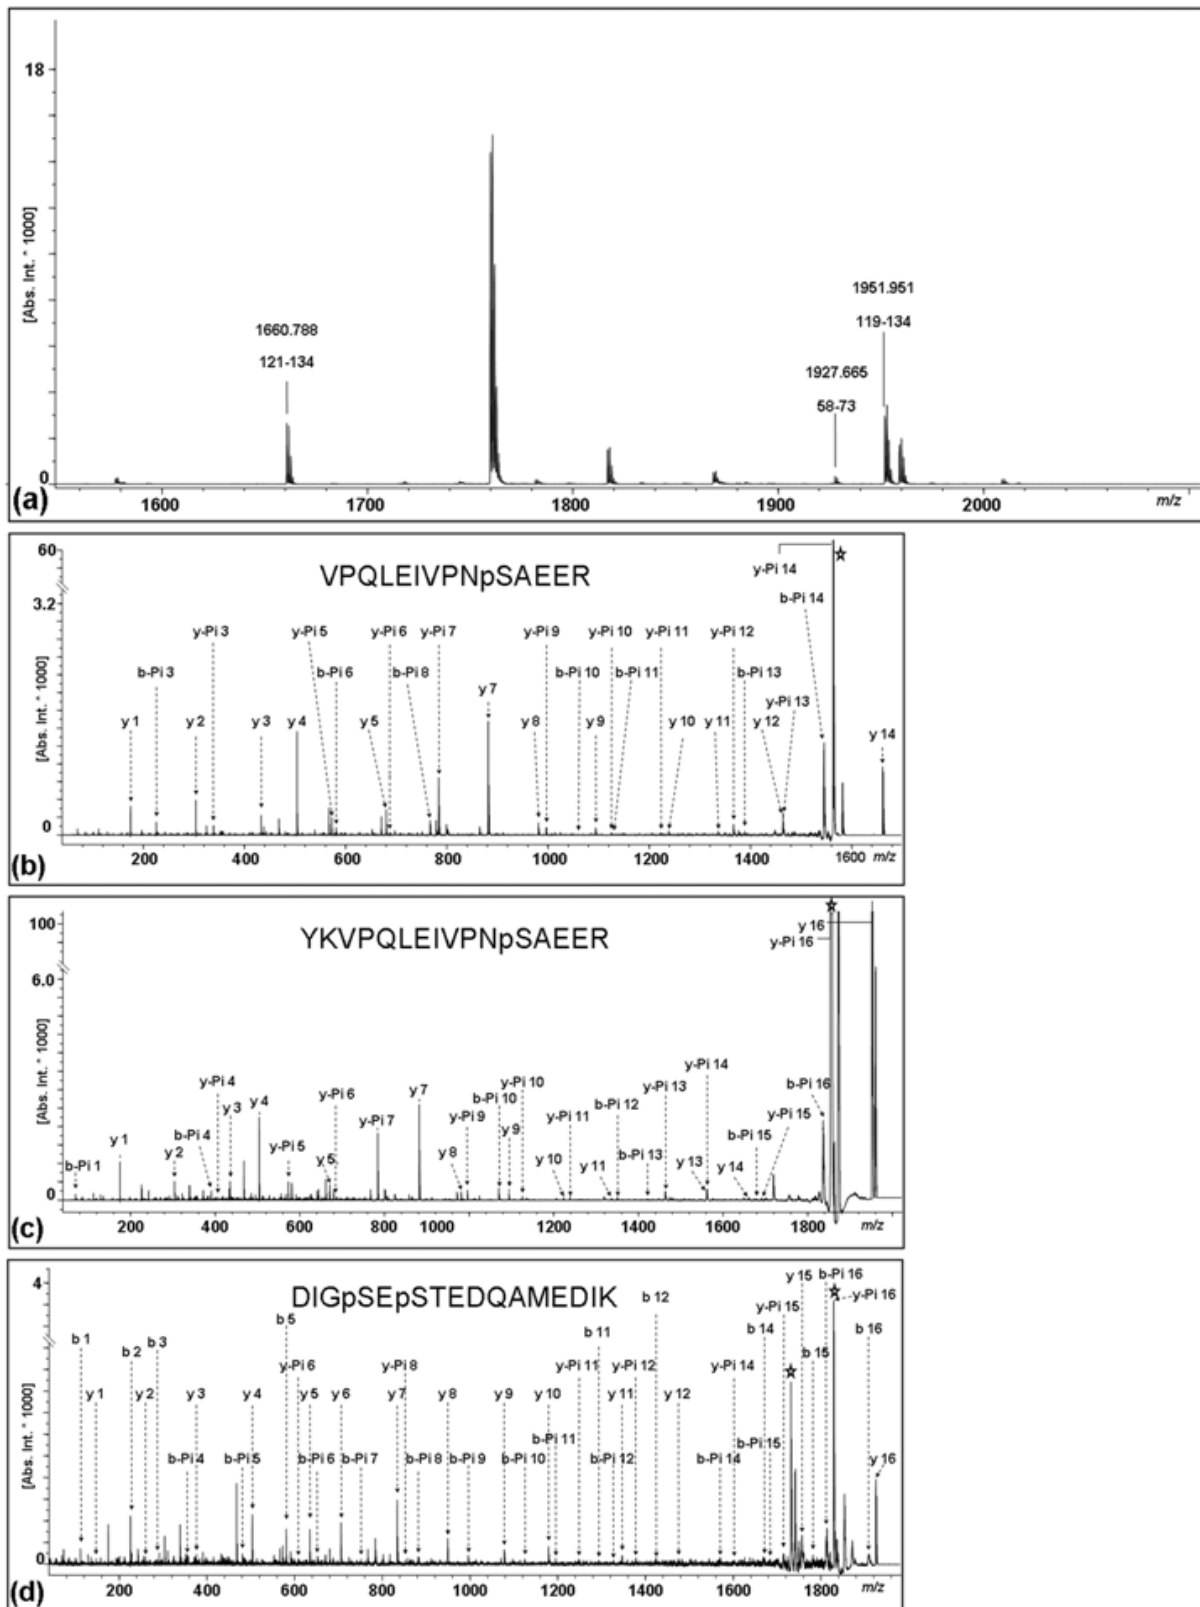 18
[Abs. Int. * 1000]
1660.788
121-134
1951.951
119-134
1927.665
58-73
0
(a)
1600 1700 1800 1900 2000 m/z
60
3.2
[Abs. Int. * 1000]
VPQLEIVPNpSAEER
y-Pi 14
b-Pi 14
y-Pi 3 y-Pi 5 y-Pi 6 y-Pi 7 y-Pi 9 y-Pi 10 y-Pi 11 y-Pi 12
b-Pi 3 b-Pi 6 b-Pi 8 b-Pi 10 b-Pi 11 b-Pi 13
y-Pi 13
y 1 y 2 y 3 y 4 y 5 y 7 y 8 y 9 y 10 y 11 y 12 y 14
0
(b)
200 400 600 800 1000 1200 1400 1600 m/z
100
6.0
[Abs. Int. * 1000]
YKVPQLEIVPNpSAEER
y 16
y-Pi 16
y-Pi 4 y-Pi 6 y 7 y-Pi 10 y-Pi 14
y 3 y 4 b-Pi 10 y-Pi 13 b-Pi 16
b-Pi 4 y-Pi 7 y-Pi 9 y-Pi 11 b-Pi 12 y-Pi 15
y 1 y-Pi 5 y 9 b-Pi 15
b-Pi 1 y 2 y 5 y 8 y 10 y 11 b-Pi 13 y 13 y 14
0
(c)
200 400 600 800 1000 1200 1400 1600 1800 m/z
4
[Abs. Int. * 1000]
DIGpSEpSTEDQAMEDIK
y 15 b-Pi 16
b 12 y-Pi 15 y-Pi 16
b 1 b 2 b 3 b 5 b 11 b 14 b 15 b 16
y-Pi 6 y-Pi 8 y-Pi 11 y-Pi 12 y-Pi 14
y 1 y 2 y 3 y 4 y 5 y 6 y 7 y 8 y 9 y 10 y 11 y 12
b-Pi 11 b-Pi 15
b-Pi 4 b-Pi 5 b-Pi 6 b-Pi 7 b-Pi 8 b-Pi 9 b-Pi 10 b-Pi 12 b-Pi 14 y 16
0
(d)
200 400 600 800 1000 1200 1400 1600 1800 m/z